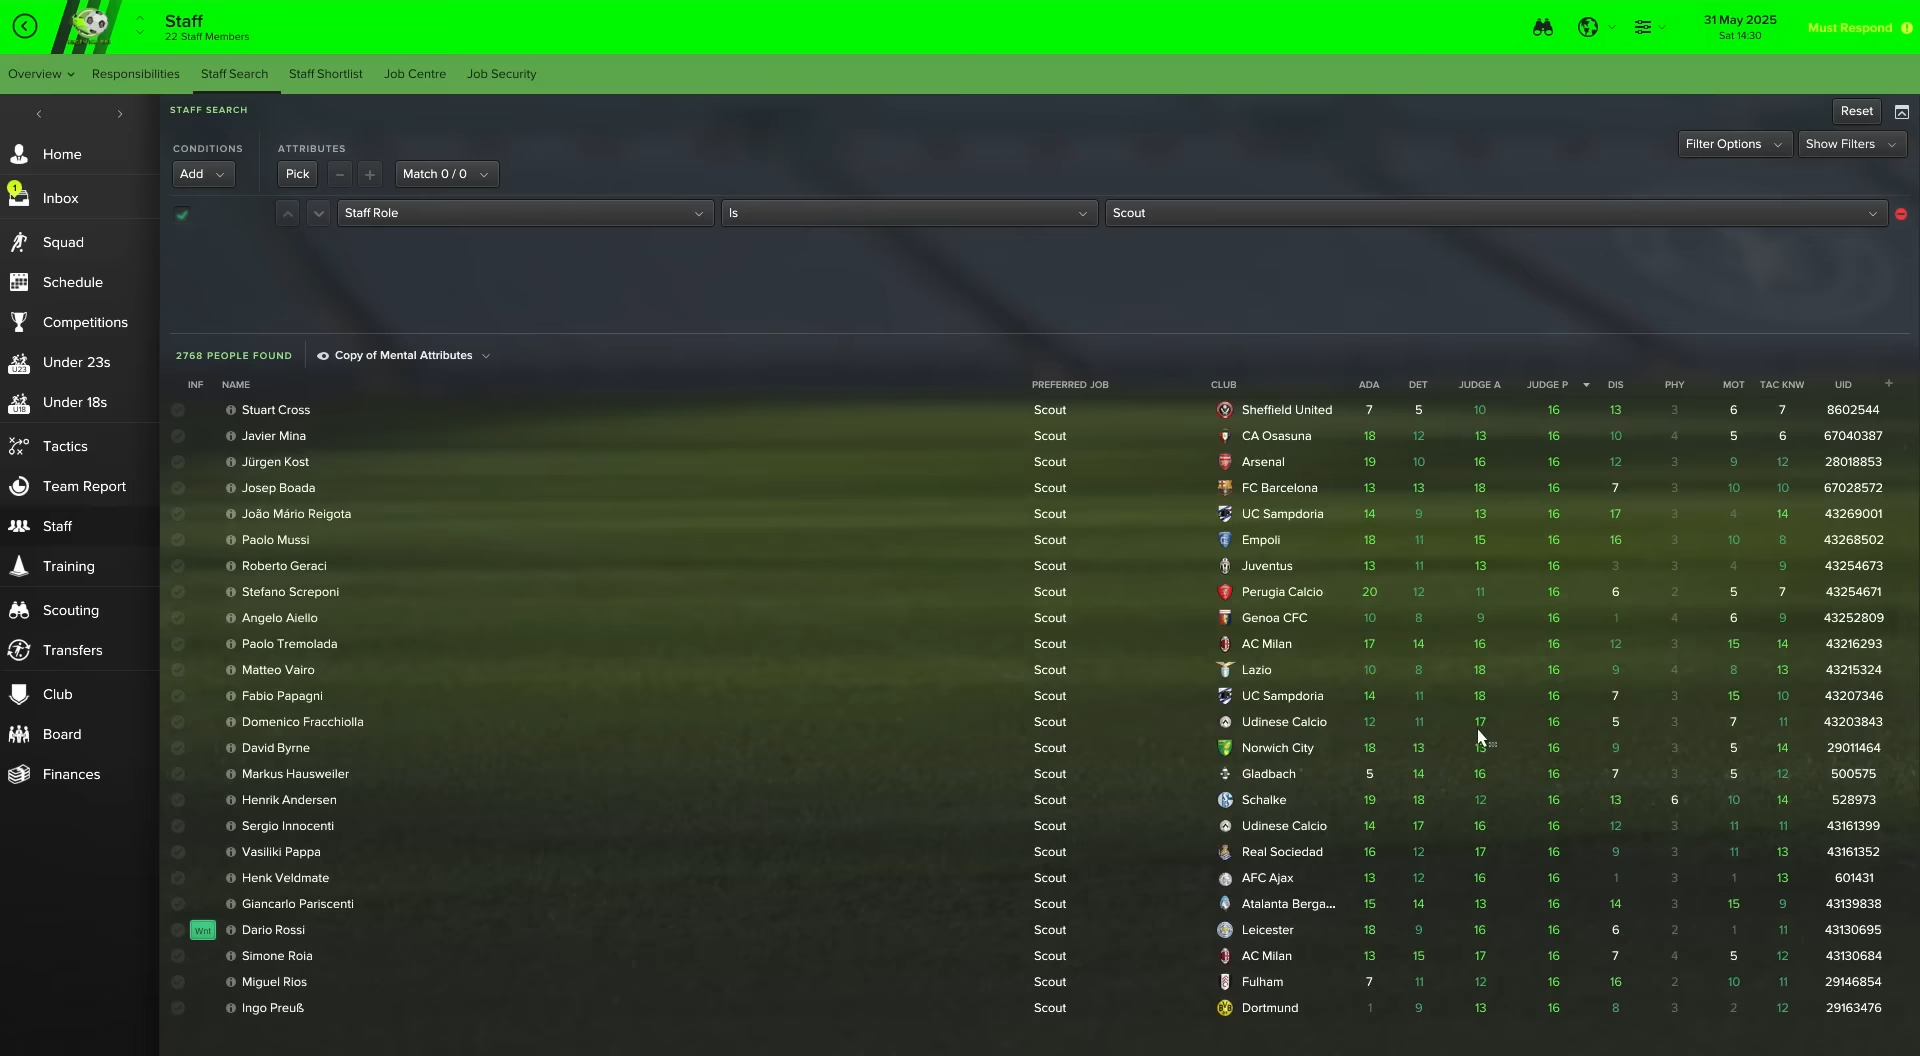 Staff
22 Staff Members
31 May 2025
Sat 14:30
Must Respond
Overview Responsibilities Staff Search Staff Shortlist Job Centre Job Security
STAFF SEARCH
Reset
CONDITIONS ATTRIBUTES
Filter Options Show Filters
Add Pick − + Match 0 / 0
Staff Role Is Scout
Home
1
Inbox
Squad
Schedule
Competitions
U23
Under 23s
U18
Under 18s
Tactics
Team Report
Staff
Training
Scouting
Transfers
Club
Board
Finances
2768 PEOPLE FOUND Copy of Mental Attributes
INF NAME PREFERRED JOB CLUB ADA DET JUDGE A JUDGE P DIS PHY MOT TAC KNW UID +
Stuart Cross Scout Sheffield United 7 5 10 16 13 3 6 7 8602544
Javier Mina Scout CA Osasuna 18 12 13 16 10 4 5 6 67040387
Jürgen Kost Scout Arsenal 19 10 16 16 12 3 9 12 28018853
Josep Boada Scout FC Barcelona 13 13 18 16 7 3 10 10 67028572
João Mário Reigota Scout UC Sampdoria 14 9 13 16 17 3 4 14 43269001
Paolo Mussi Scout Empoli 18 11 15 16 16 3 10 8 43268502
Roberto Geraci Scout Juventus 13 11 13 16 3 3 4 9 43254673
Stefano Screponi Scout Perugia Calcio 20 12 11 16 6 2 5 7 43254671
Angelo Aiello Scout Genoa CFC 10 8 9 16 1 4 6 9 43252809
Paolo Tremolada Scout AC Milan 17 14 16 16 12 3 15 14 43216293
Matteo Vairo Scout Lazio 10 8 18 16 9 4 8 13 43215324
Fabio Papagni Scout UC Sampdoria 14 11 18 16 7 3 15 10 43207346
Domenico Fracchiolla Scout Udinese Calcio 12 11 17 16 5 3 7 11 43203843
David Byrne Scout Norwich City 18 13 16 9 3 5 14 29011464
Markus Hausweiler Scout Gladbach 5 14 16 16 7 3 5 12 500575
Henrik Andersen Scout Schalke 19 18 12 16 13 6 10 14 528973
Sergio Innocenti Scout Udinese Calcio 14 17 16 16 12 3 11 11 43161399
Vasiliki Pappa Scout Real Sociedad 16 12 17 16 9 3 11 13 43161352
Henk Veldmate Scout AFC Ajax 13 12 16 16 1 3 1 13 601431
Giancarlo Pariscenti Scout Atalanta Berga... 15 14 13 16 14 3 15 9 43139838
Wnt Dario Rossi Scout Leicester 18 9 16 16 6 2 1 11 43130695
Simone Roia Scout AC Milan 13 15 17 16 7 4 5 12 43130684
Miguel Rios Scout Fulham 7 11 12 16 16 2 10 11 29146854
Ingo Preuß Scout Dortmund 1 9 13 16 8 3 2 12 29163476